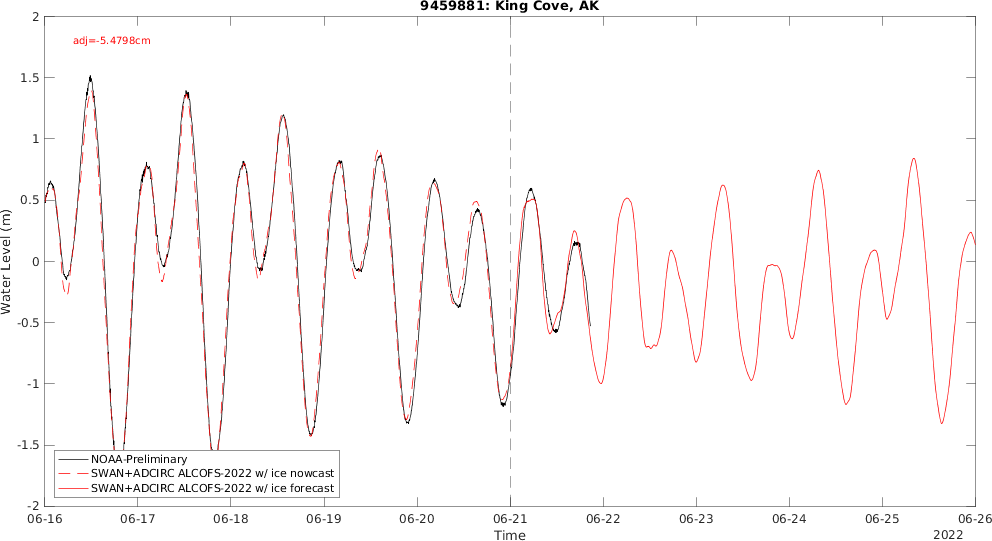 9459881: King Cove, AK
adj=-5.4798cm
2
1.5
1
0.5
0
-0.5
-1
-1.5
-2
Water Level (m)
NOAA-Preliminary
SWAN+ADCIRC ALCOFS-2022 w/ ice nowcast
SWAN+ADCIRC ALCOFS-2022 w/ ice forecast
06-16 06-17 06-18 06-19 06-20 06-21 06-22 06-23 06-24 06-25 06-26
Time
2022